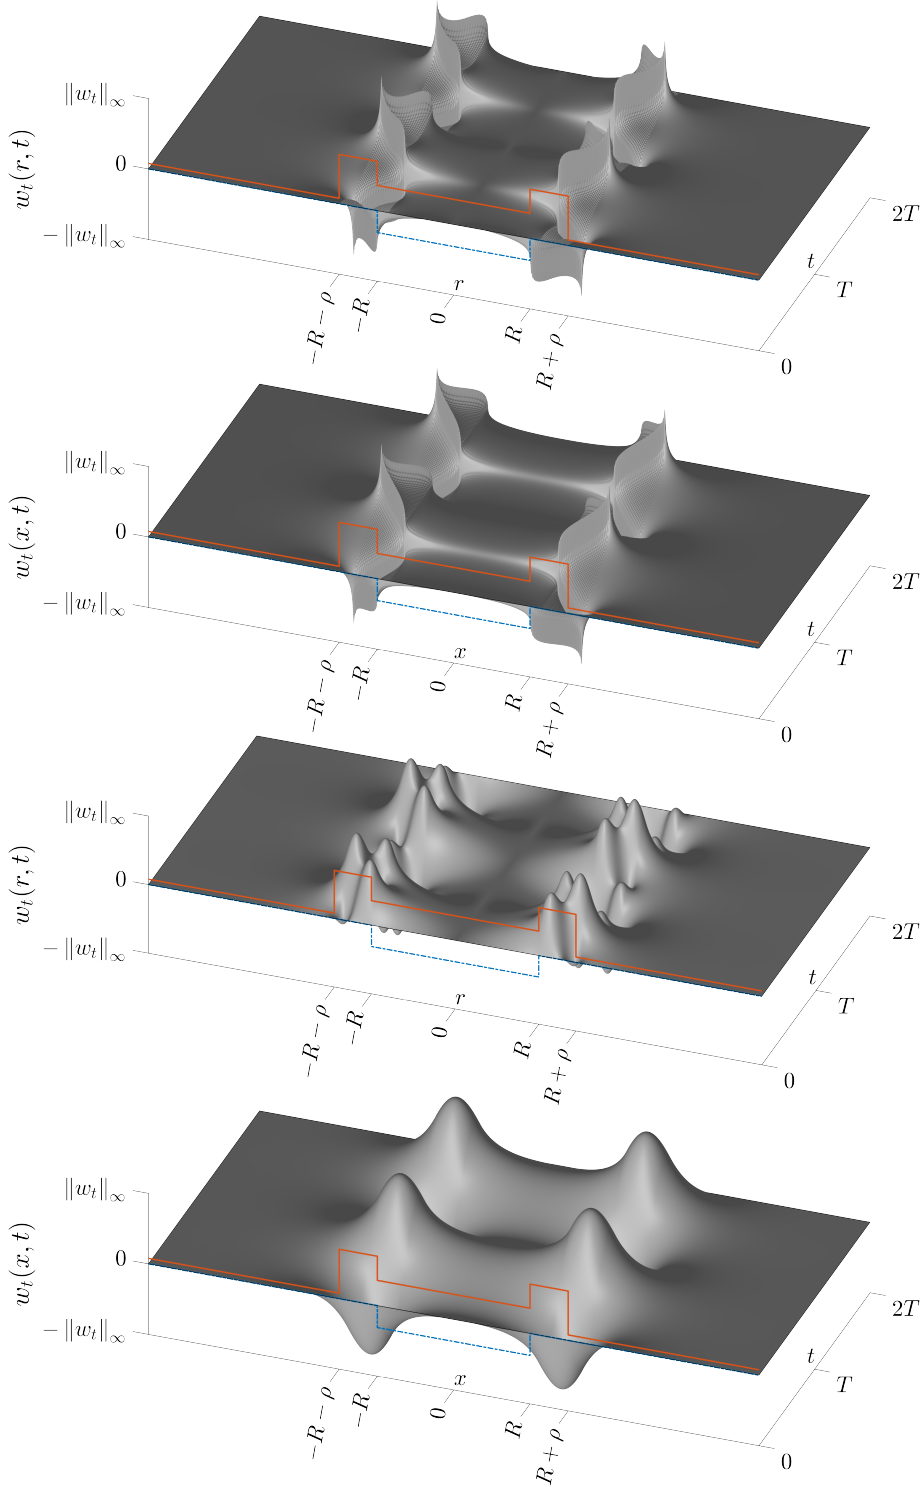 ‖w_t‖_∞
0
−‖w_t‖_∞
w_t(r, t)
−R − ρ
−R
0
r
R
R + ρ
0
t
T
2T
‖w_t‖_∞
0
−‖w_t‖_∞
w_t(x, t)
−R − ρ
−R
0
x
R
R + ρ
0
t
T
2T
‖w_t‖_∞
0
−‖w_t‖_∞
w_t(r, t)
−R − ρ
−R
0
r
R
R + ρ
0
t
T
2T
‖w_t‖_∞
0
−‖w_t‖_∞
w_t(x, t)
−R − ρ
−R
0
x
R
R + ρ
0
t
T
2T